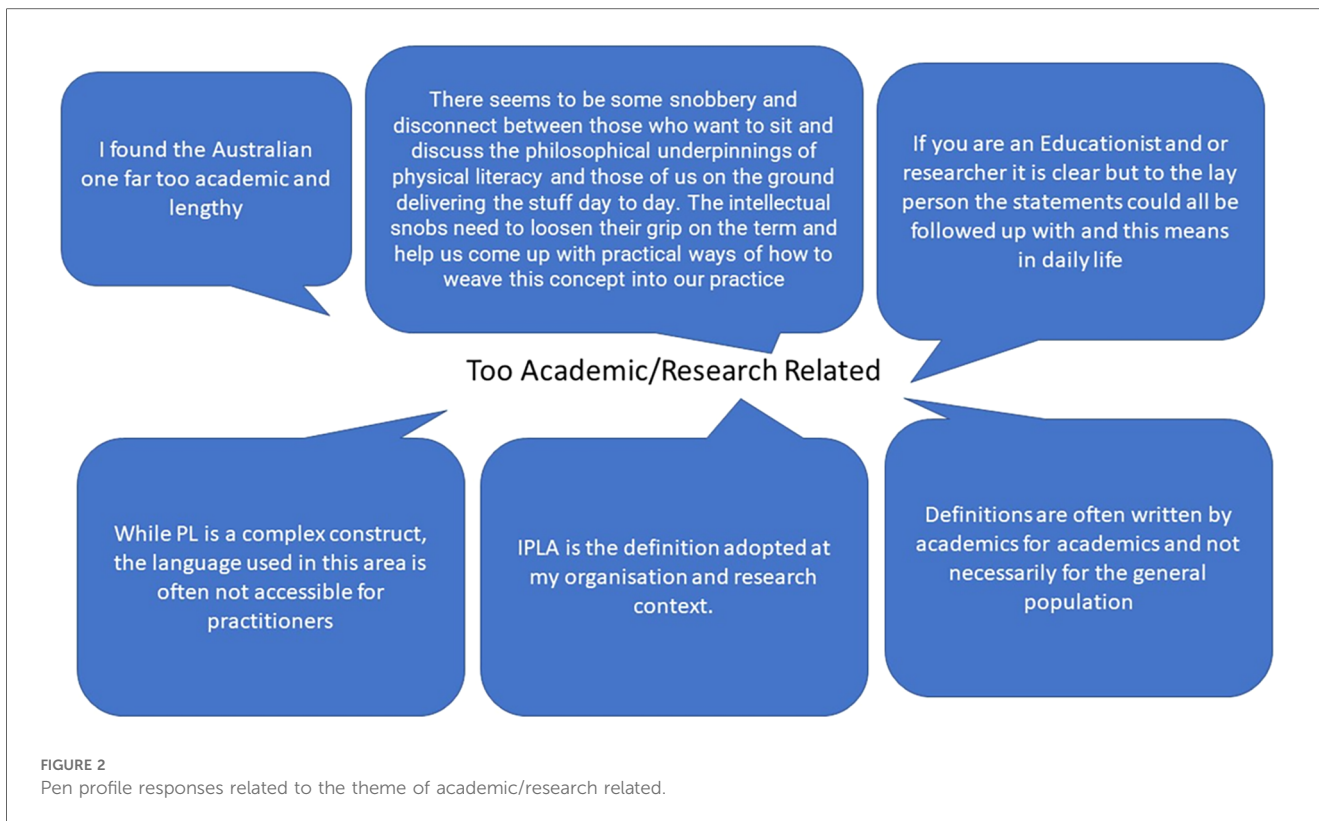 I found the Australian
one far too academic and
lengthy
There seems to be some snobbery and
disconnect between those who want to sit and
discuss the philosophical underpinnings of
physical literacy and those of us on the ground
delivering the stuff day to day. The intellectual
snobs need to loosen their grip on the term and
help us come up with practical ways of how to
weave this concept into our practice
If you are an Educationist and or
researcher it is clear but to the lay
person the statements could all be
followed up with and this means
in daily life
Too Academic/Research Related
While PL is a complex construct,
the language used in this area is
often not accessible for
practitioners
IPLA is the definition adopted at
my organisation and research
context.
Definitions are often written by
academics for academics and not
necessarily for the general
population
FIGURE 2
Pen profile responses related to the theme of academic/research related.